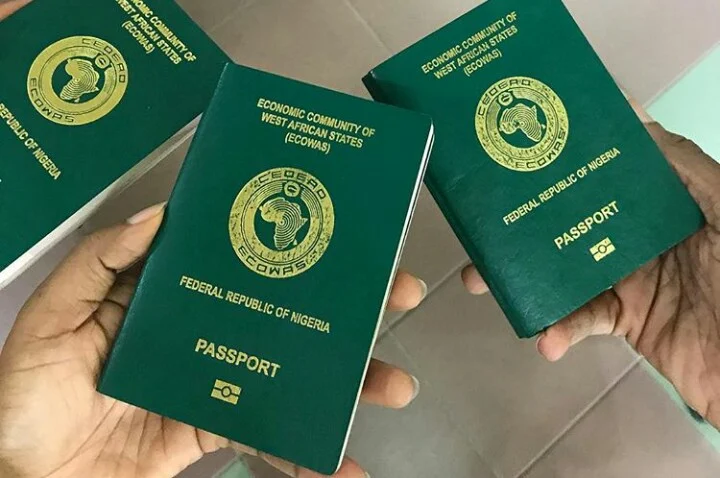 ECONOMIC COMMUNITY OF
WEST AFRICAN STATES
(ECOWAS)
CEDEAO
ECOWAS
REPUBLIC OF NIGERIA
ECONOMIC COMMUNITY OF
WEST AFRICAN STATES
(ECOWAS)
CEDEAO
ECOWAS
FEDERAL REPUBLIC OF NIGERIA
PASSPORT
ECONOMIC COMMUNITY OF
WEST AFRICAN STATES
(ECOWAS)
CEDEAO
ECOWAS
FEDERAL REPUBLIC OF NIGERIA
PASSPORT